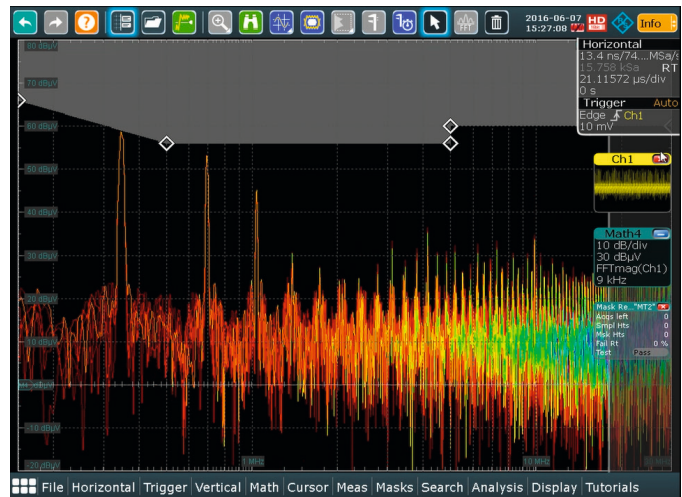 2016-06-07
15:27:08
HD
Info
Horizontal
13.4 ns/74....MSa/s
15.758 kSa RT
21.11572 µs/div
0 s
Trigger Auto
Edge Ch1
10 mV
80 dBµV
70 dBµV
60 dBµV
50 dBµV
40 dBµV
30 dBµV
20 dBµV
10 dBµV
-10 dBµV
-20 dBµV
1 MHz
10 MHz
Ch1
Math4
10 dB/div
30 dBµV
FFTmag(Ch1)
9 kHz
Mask Re..."MT2"
Acqs left 0
Smpl Hts 0
Msk Hts 0
Fail Rt 0 %
Test Pass
File Horizontal Trigger Vertical Math Cursor Meas Masks Search Analysis Display Tutorials